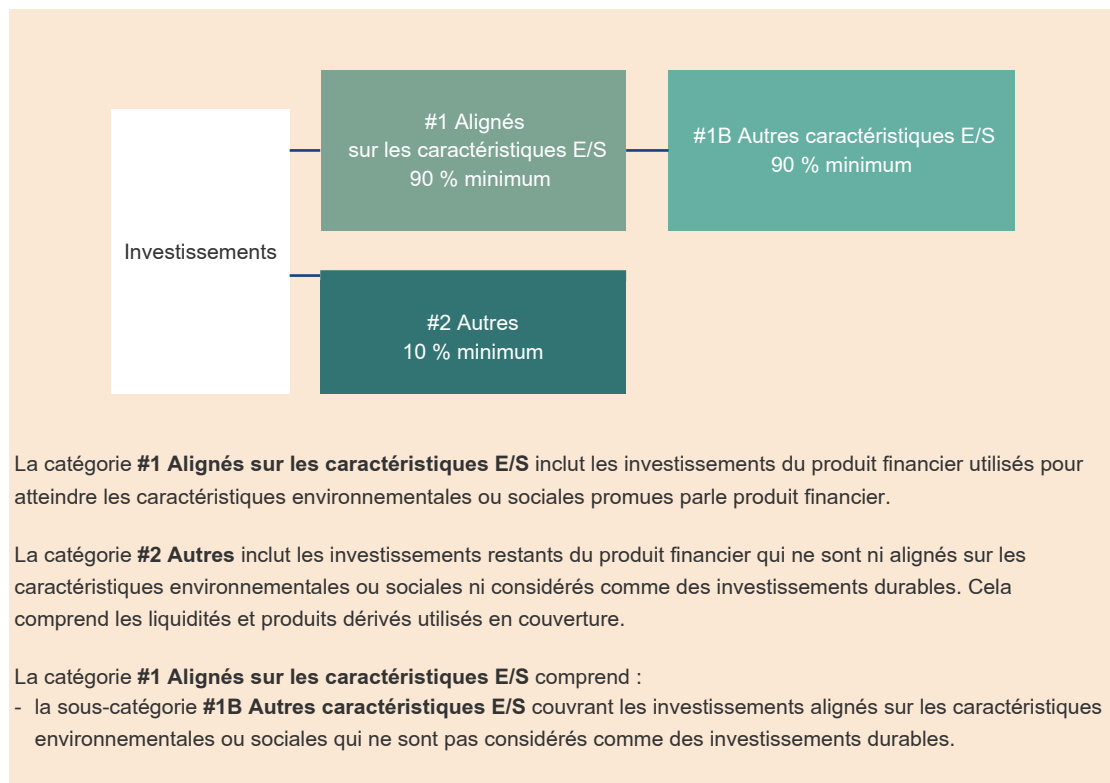 #1 Alignés
sur les caractéristiques E/S
90 % minimum
#1B Autres caractéristiques E/S
90 % minimum
Investissements
#2 Autres
10 % minimum
La catégorie #1 Alignés sur les caractéristiques E/S inclut les investissements du produit financier utilisés pour
atteindre les caractéristiques environnementales ou sociales promues parle produit financier.
La catégorie #2 Autres inclut les investissements restants du produit financier qui ne sont ni alignés sur les
caractéristiques environnementales ou sociales ni considérés comme des investissements durables. Cela
comprend les liquidités et produits dérivés utilisés en couverture.
La catégorie #1 Alignés sur les caractéristiques E/S comprend :
- la sous-catégorie #1B Autres caractéristiques E/S couvrant les investissements alignés sur les caractéristiques
environnementales ou sociales qui ne sont pas considérés comme des investissements durables.